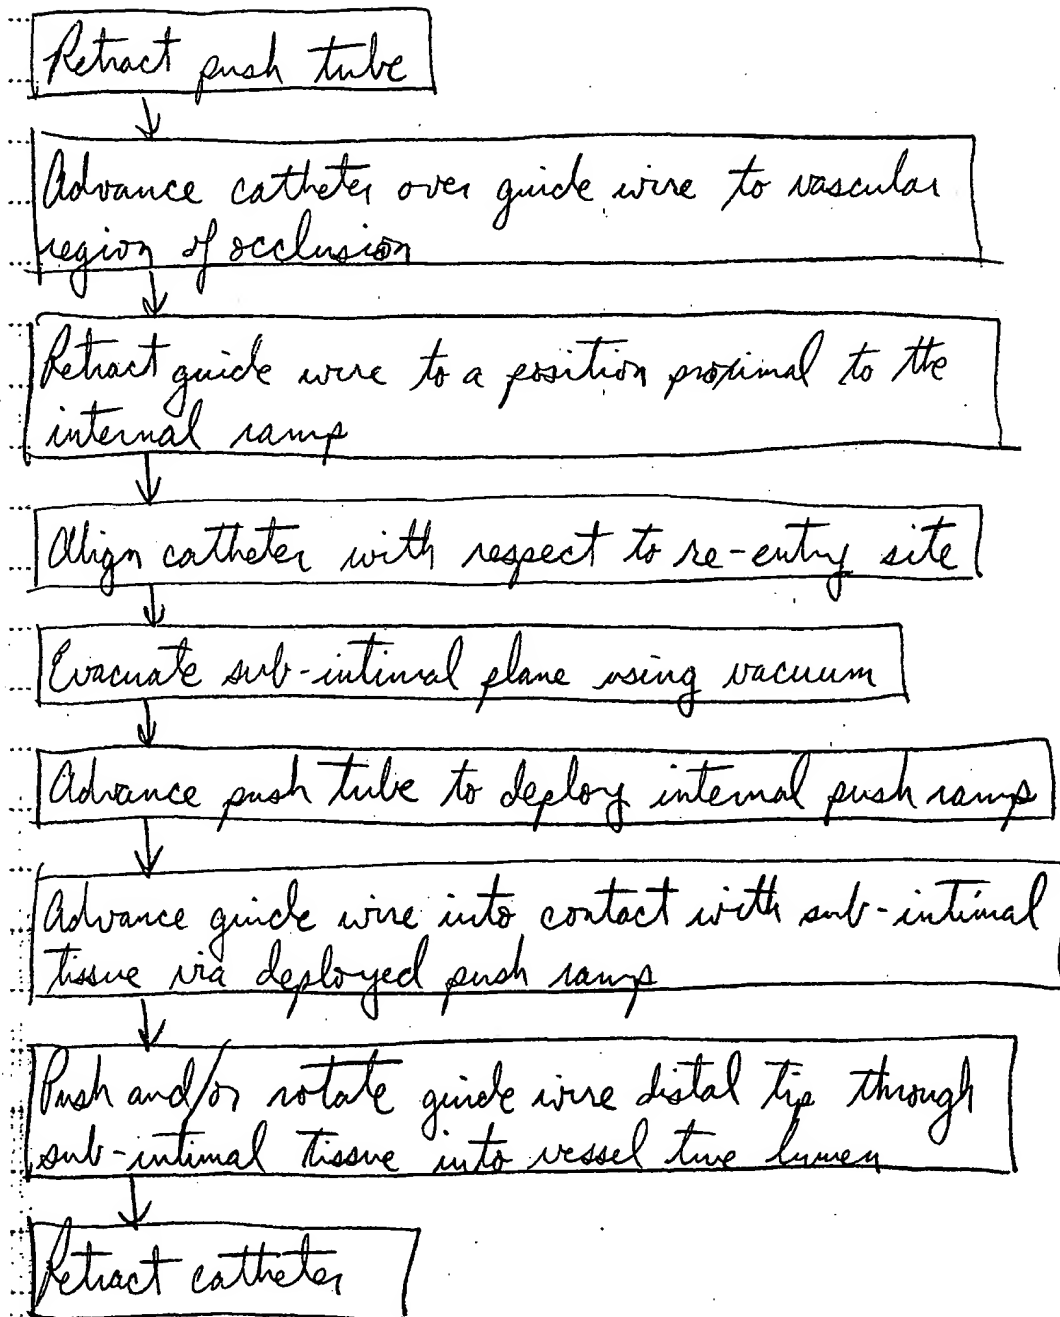 Retract push tube
Advance catheter over guide wire to vascular
region of occlusion
Retract guide wire to a position proximal to the
internal ramp
Align catheter with respect to re-entry site
Evacuate sub-intimal plane using vacuum
Advance push tube to deploy internal push ramp
Advance guide wire into contact with sub-intimal
tissue via deployed push ramp
Push and/or rotate guide wire distal tip through
sub-intimal tissue into vessel true lumen
Retract catheter